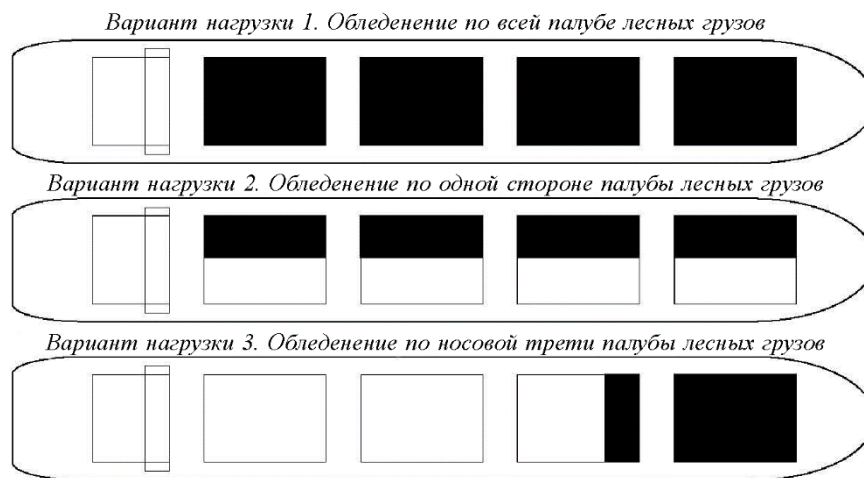 Вариант нагрузки 1. Обледенение по всей палубе лесных грузов
Вариант нагрузки 2. Обледенение по одной стороне палубы лесных грузов
Вариант нагрузки 3. Обледенение по носовой трети палубы лесных грузов